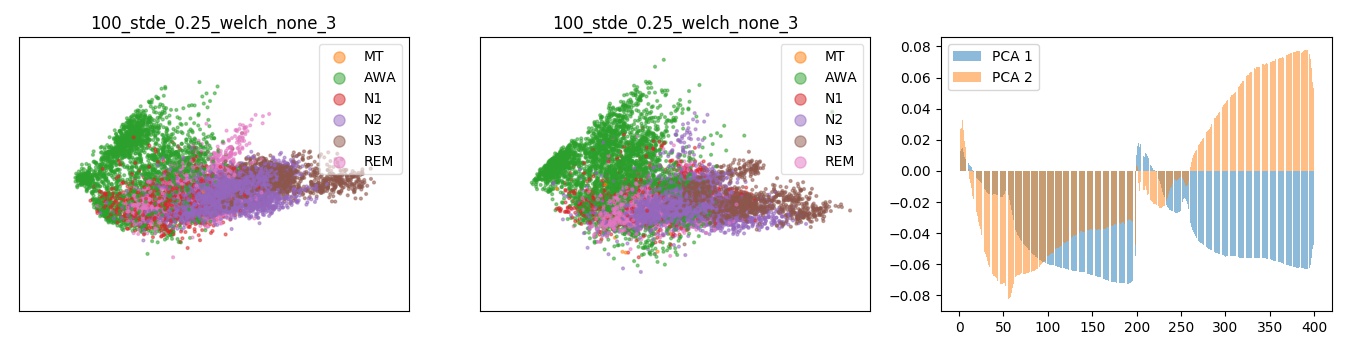 100_stde_0.25_welch_none_3
MT
AWA
N1
N2
N3
REM
100_stde_0.25_welch_none_3
MT
AWA
N1
N2
N3
REM
PCA 1
PCA 2
0.08
0.06
0.04
0.02
0.00
−0.02
−0.04
−0.06
−0.08
0 50 100 150 200 250 300 350 400